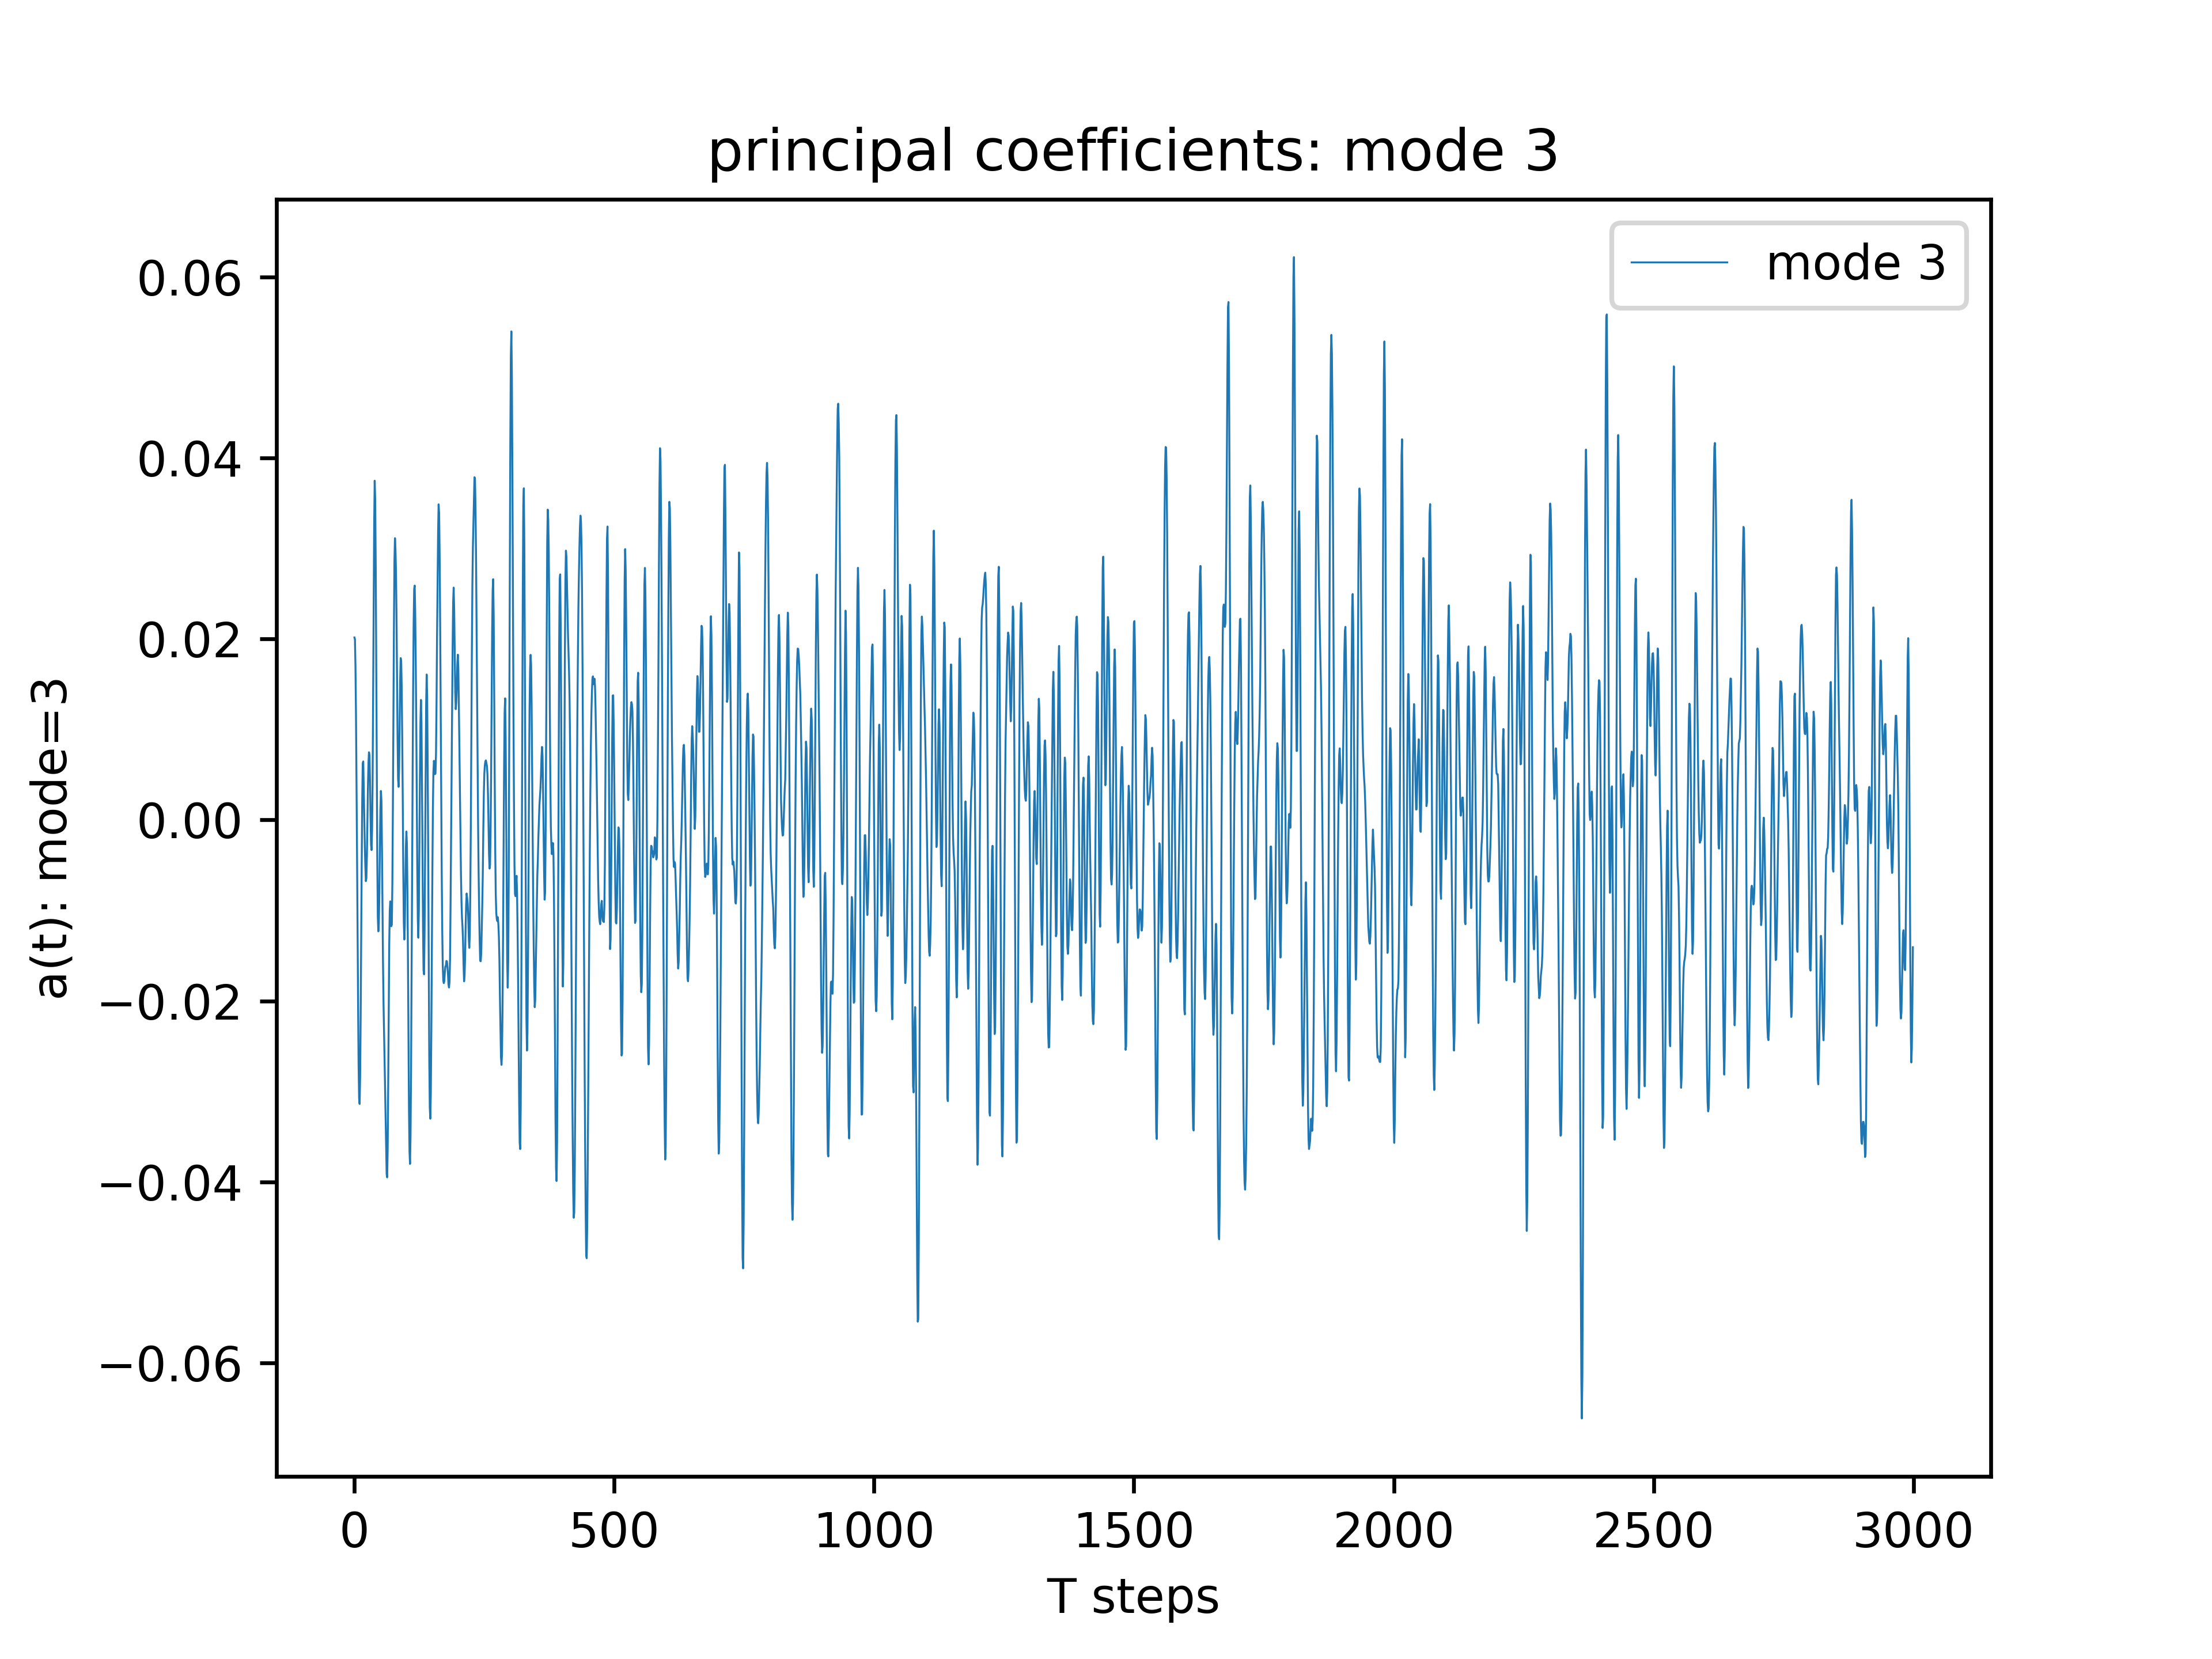 principal coefficients: mode 3
mode 3
a(t): mode=3
0.06
0.04
0.02
0.00
−0.02
−0.04
−0.06
0 500 1000 1500 2000 2500 3000
T steps